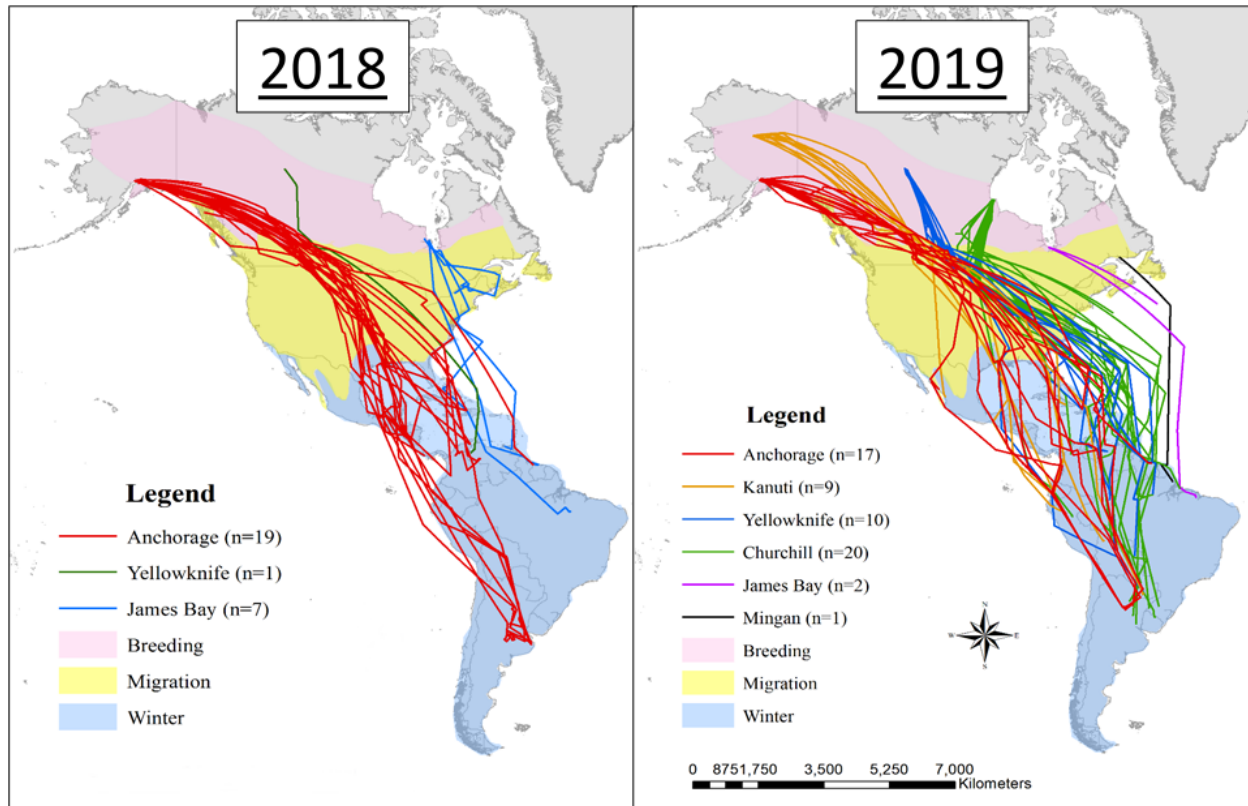 2018
Legend
Anchorage (n=19)
Yellowknife (n=1)
James Bay (n=7)
Breeding
Migration
Winter
2019
Legend
Anchorage (n=17)
Kanuti (n=9)
Yellowknife (n=10)
Churchill (n=20)
James Bay (n=2)
Mingan (n=1)
Breeding
Migration
Winter
N
W E
S
0 8751,750 3,500 5,250 7,000
Kilometers